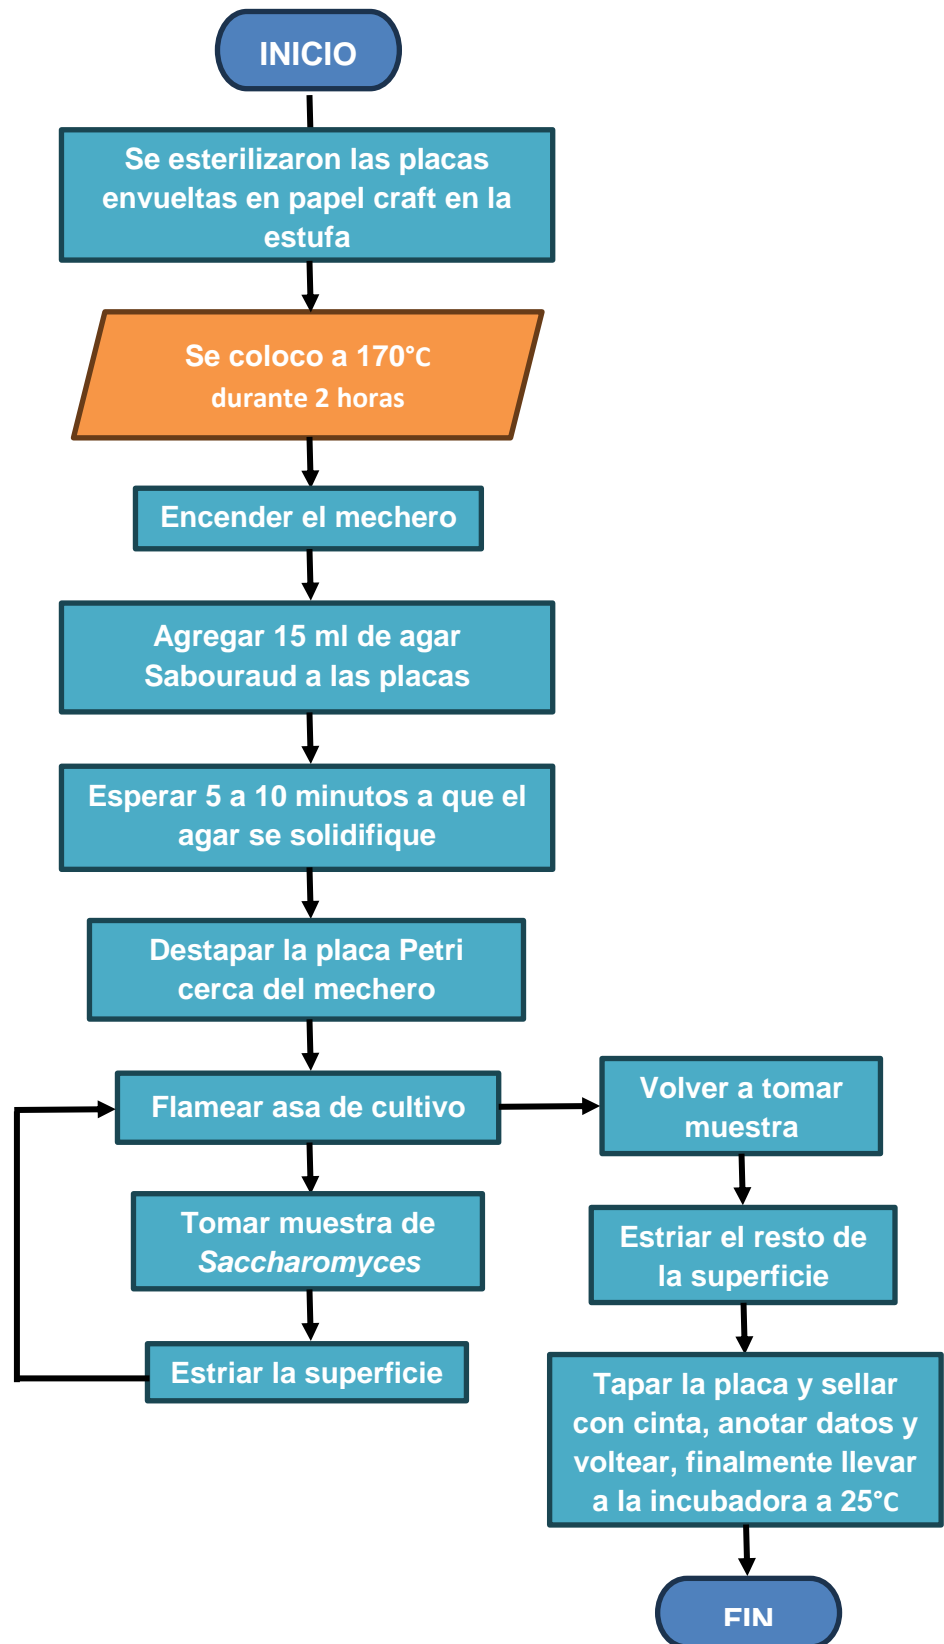 INICIO
Se esterilizaron las placas
envueltas en papel craft en la
estufa
Se coloco a 170°C
durante 2 horas
Encender el mechero
Agregar 15 ml de agar
Sabouraud a las placas
Esperar 5 a 10 minutos a que el
agar se solidifique
Destapar la placa Petri
cerca del mechero
Flamear asa de cultivo
Tomar muestra de
Saccharomyces
Estriar la superficie
Volver a tomar
muestra
Estriar el resto de
la superficie
Tapar la placa y sellar
con cinta, anotar datos y
voltear, finalmente llevar
a la incubadora a 25°C
FIN